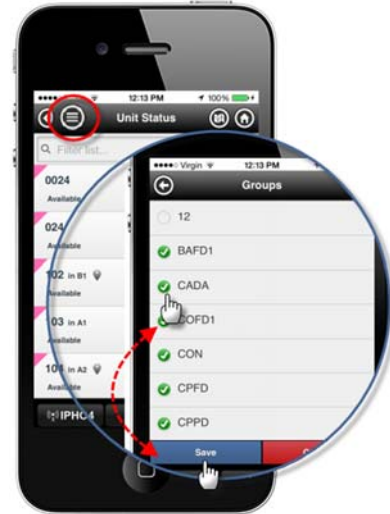 12:13 PM
100%
Unit Status
Filter list...
0024
Available
024
Available
102 in B1
Available
103 in A1
Available
in A2
Available
IPHO4
Virgin
12:13 PM
Groups
12
BAFD1
CADA
COFD1
CON
CPFD
CPPD
Save